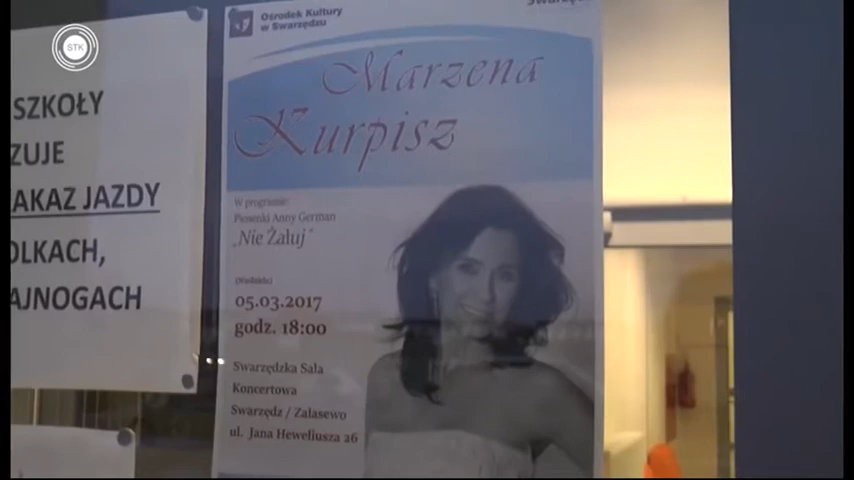 STK
SZKOŁY
ZUJE
AKAZ JAZDY
OLKACH,
AJNOGACH
Ośrodek Kultury
w Swarzędzu
Marzena
Kurpisz
W programie:
Piosenki Anny German
„Nie Żałuj"
(Niedziela)
05.03.2017
godz. 18:00
Swarzędzka Sala
Koncertowa
Swarzędz / Zalasewo
ul. Jana Heweliusza 26